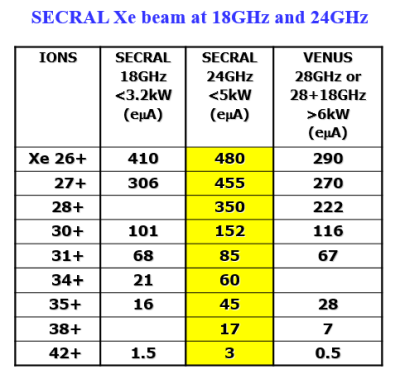 SECRAL Xe beam at 18GHz and 24GHz
IONS SECRAL SECRAL VENUS
18GHz 24GHz 28GHz or
<3.2kW <5kW 28+18GHz
(eμA) (eμA) >6kW
(eμA)
Xe 26+ 410 480 290
27+ 306 455 270
28+ 350 222
30+ 101 152 116
31+ 68 85 67
34+ 21 60
35+ 16 45 28
38+ 17 7
42+ 1.5 3 0.5